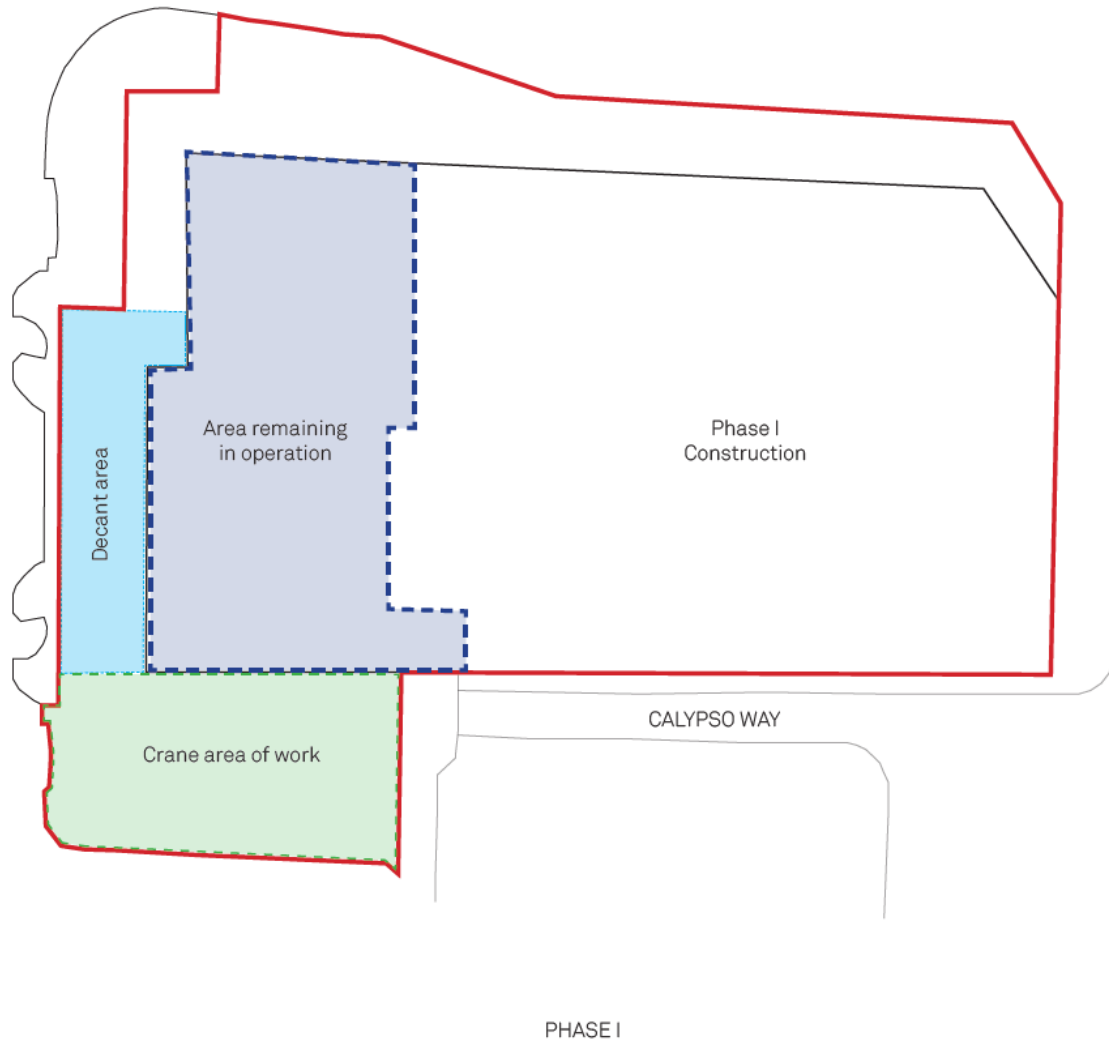 Area remaining
in operation
Phase I
Construction
Decant area
CALYPSO WAY
Crane area of work
PHASE I